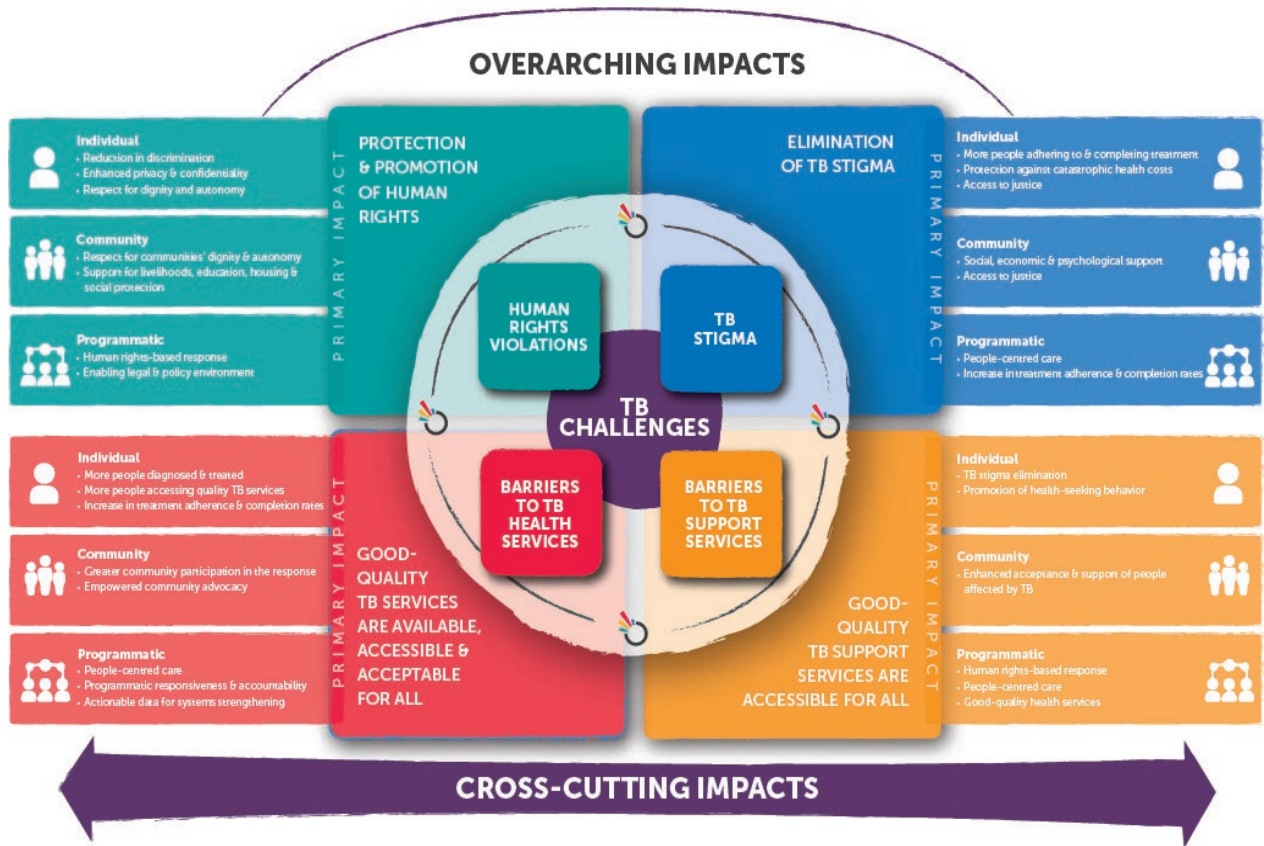 OVERARCHING IMPACTS
PRIMARY IMPACT
PROTECTION
& PROMOTION
OF HUMAN
RIGHTS
Individual
• Reduction in discrimination
• Enhanced privacy & confidentiality
• Respect for dignity and autonomy
Community
• Respect for communities' dignity & autonomy
• Support for livelihoods, education, housing &
social protection
Programmatic
• Human rights-based response
• Enabling legal & policy environment
ELIMINATION
OF TB STIGMA
PRIMARY IMPACT
Individual
• More people adhering to & completing treatment
• Protection against catastrophic health costs
• Access to justice
Community
• Social, economic & psychological support
• Access to justice
Programmatic
• People-centred care
• Increase in treatment adherence & completion rates
HUMAN
RIGHTS
VIOLATIONS
TB
STIGMA
TB
CHALLENGES
BARRIERS
TO TB
HEALTH
SERVICES
BARRIERS
TO TB
SUPPORT
SERVICES
Individual
• More people diagnosed & treated
• More people accessing quality TB services
• Increase in treatment adherence & completion rates
Community
• Greater community participation in the response
• Empowered community advocacy
Programmatic
• People-centred care
• Programmatic responsiveness & accountability
• Actionable data for systems strengthening
PRIMARY IMPACT
GOOD-
QUALITY
TB SERVICES
ARE AVAILABLE,
ACCESSIBLE &
ACCEPTABLE
FOR ALL
GOOD-
QUALITY
TB SUPPORT
SERVICES ARE
ACCESSIBLE FOR ALL
PRIMARY IMPACT
Individual
• TB stigma elimination
• Promotion of health-seeking behavior
Community
• Enhanced acceptance & support of people
affected by TB
Programmatic
• Human rights-based response
• People-centred care
• Good-quality health services
CROSS-CUTTING IMPACTS